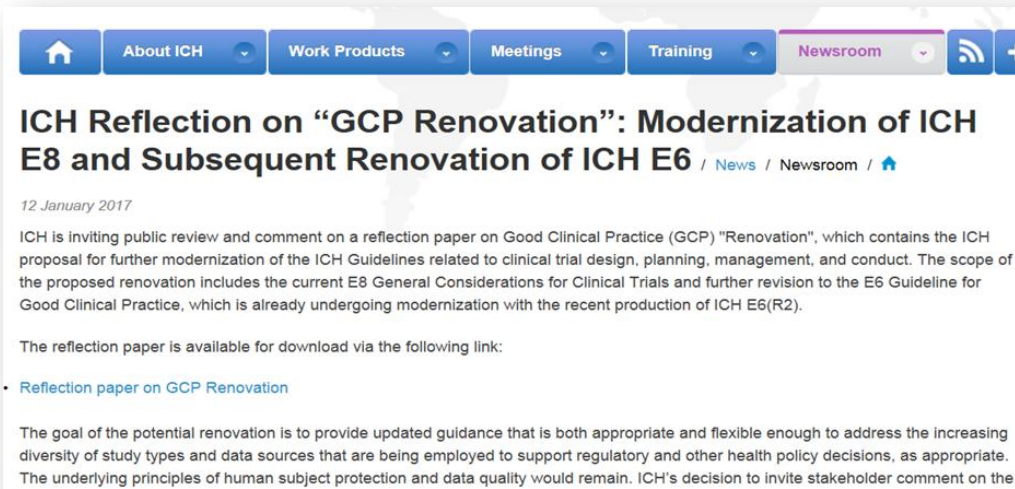 About ICH Work Products Meetings Training Newsroom
ICH Reflection on “GCP Renovation”: Modernization of ICH
E8 and Subsequent Renovation of ICH E6 / News / Newsroom /
12 January 2017
ICH is inviting public review and comment on a reflection paper on Good Clinical Practice (GCP) "Renovation", which contains the ICH
proposal for further modernization of the ICH Guidelines related to clinical trial design, planning, management, and conduct. The scope of
the proposed renovation includes the current E8 General Considerations for Clinical Trials and further revision to the E6 Guideline for
Good Clinical Practice, which is already undergoing modernization with the recent production of ICH E6(R2).
The reflection paper is available for download via the following link:
• Reflection paper on GCP Renovation
The goal of the potential renovation is to provide updated guidance that is both appropriate and flexible enough to address the increasing
diversity of study types and data sources that are being employed to support regulatory and other health policy decisions, as appropriate.
The underlying principles of human subject protection and data quality would remain. ICH's decision to invite stakeholder comment on the